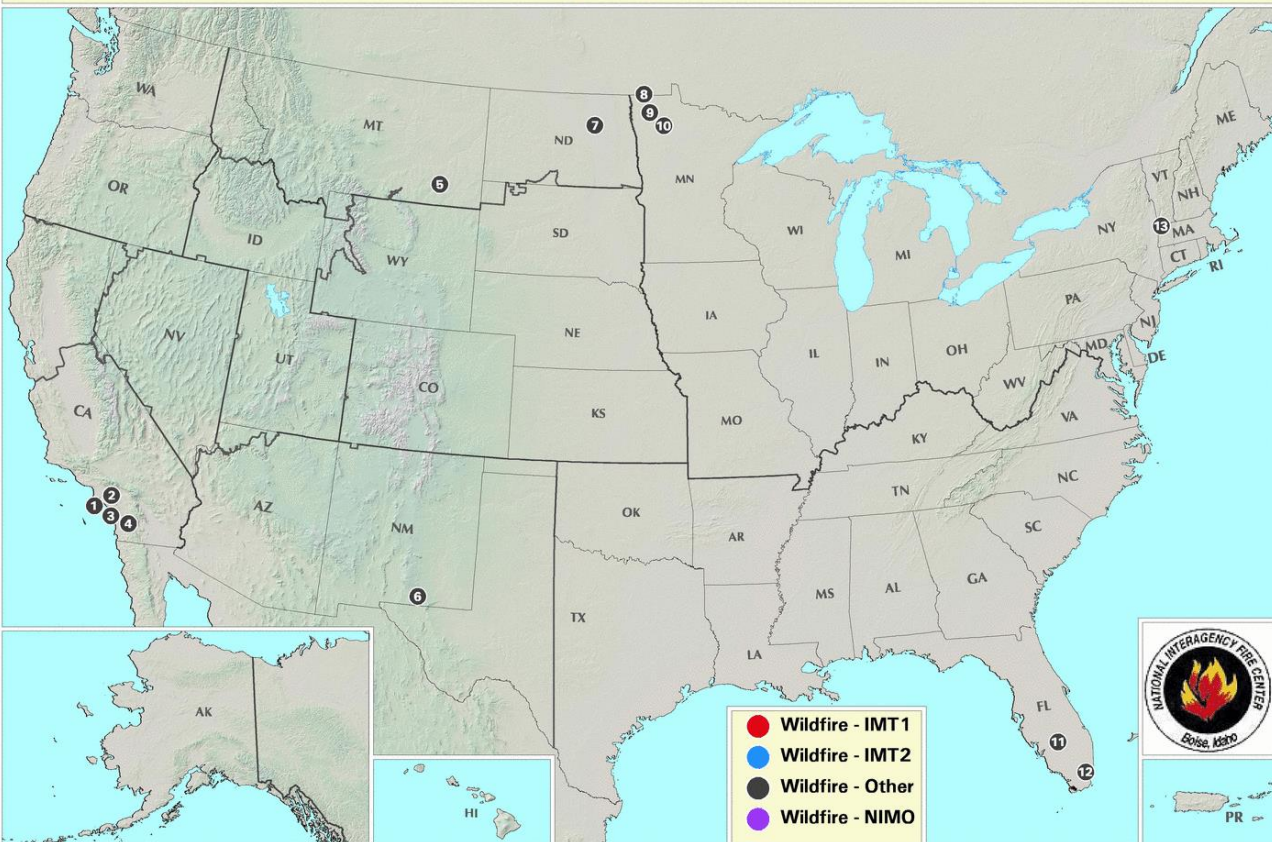 WA
MT
ND
8
9
10
7
ME
OR
ID
5
MN
VT
NH
SD
WY
WI
MI
NY
13
MA
CT
RI
NV
UT
NE
IA
PA
NJ
CO
IL
IN
OH
MD
DE
WV
CA
KS
MO
KY
VA
1
2
3
4
AZ
NM
OK
AR
TN
NC
SC
6
TX
MS
AL
GA
LA
FL
11
12
AK
HI
PR
Wildfire - IMT1
Wildfire - IMT2
Wildfire - Other
Wildfire - NIMO
NATIONAL INTERAGENCY FIRE CENTER
Boise, Idaho